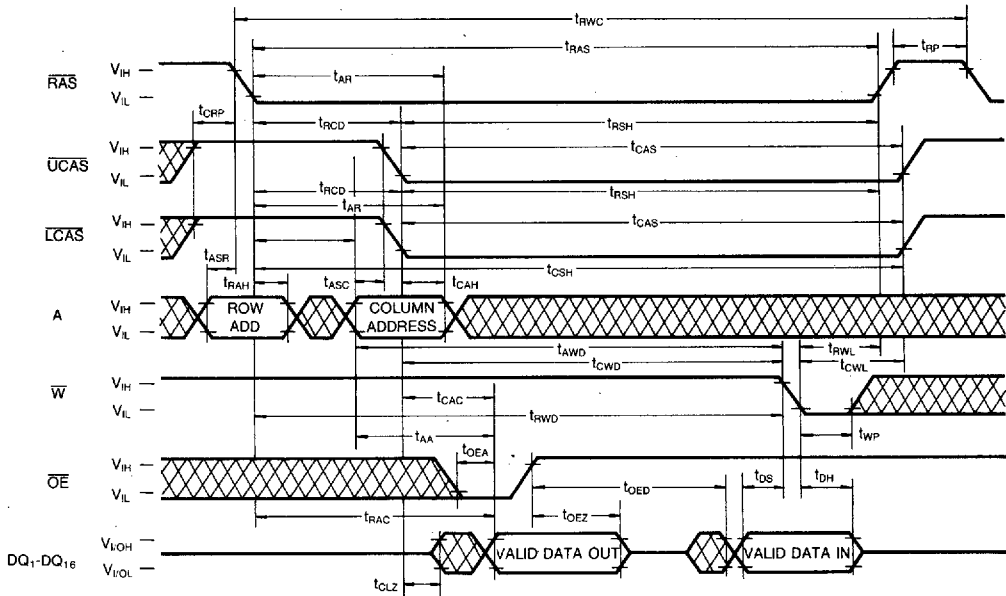 tRWC
tRAS
tRP
tAR
RAS
VIH
VIL
tCRP
tRCD
tRSH
UCAS
VIH
VIL
tCAS
tRCD
tRSH
tAR
LCAS
VIH
VIL
tCAS
tASR
tCSH
tRAH
tASC
tCAH
A
VIH
VIL
ROW ADD
COLUMN ADDRESS
tAWD
tRWL
tCWD
tCWL
W
VIH
VIL
tCAC
tRWD
tWP
tAA
tOEA
OE
VIH
VIL
tOED
tDS
tDH
tRAC
tOEZ
DQ1-DQ16
VI/OH
VI/OL
VALID DATA OUT
VALID DATA IN
tCLZ